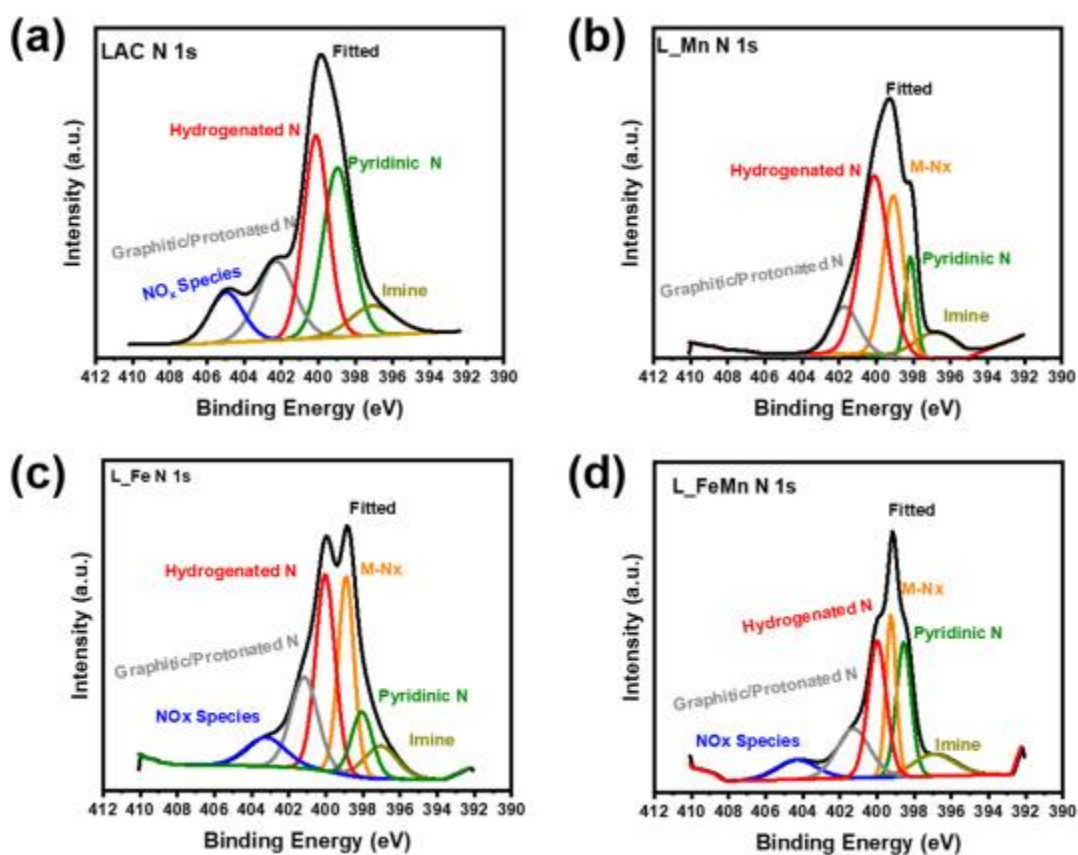 (a)
LAC N 1s
Fitted
Hydrogenated N
Pyridinic N
Graphitic/Protonated N
NOx Species
Imine
Intensity (a.u.)
412 410 408 406 404 402 400 398 396 394 392 390
Binding Energy (eV)
(b)
L_Mn N 1s
Fitted
Hydrogenated N
M-Nx
Graphitic/Protonated N
Pyridinic N
Imine
Intensity (a.u.)
412 410 408 406 404 402 400 398 396 394 392 390
Binding Energy (eV)
(c)
L_Fe N 1s
Fitted
Hydrogenated N
M-Nx
Graphitic/Protonated N
Pyridinic N
NOx Species
Imine
Intensity (a.u.)
412 410 408 406 404 402 400 398 396 394 392 390
Binding Energy (eV)
(d)
L_FeMn N 1s
Fitted
M-Nx
Hydrogenated N
Pyridinic N
Graphitic/Protonated N
NOx Species
Imine
Intensity (a.u.)
412 410 408 406 404 402 400 398 396 394 392 390
Binding Energy (eV)